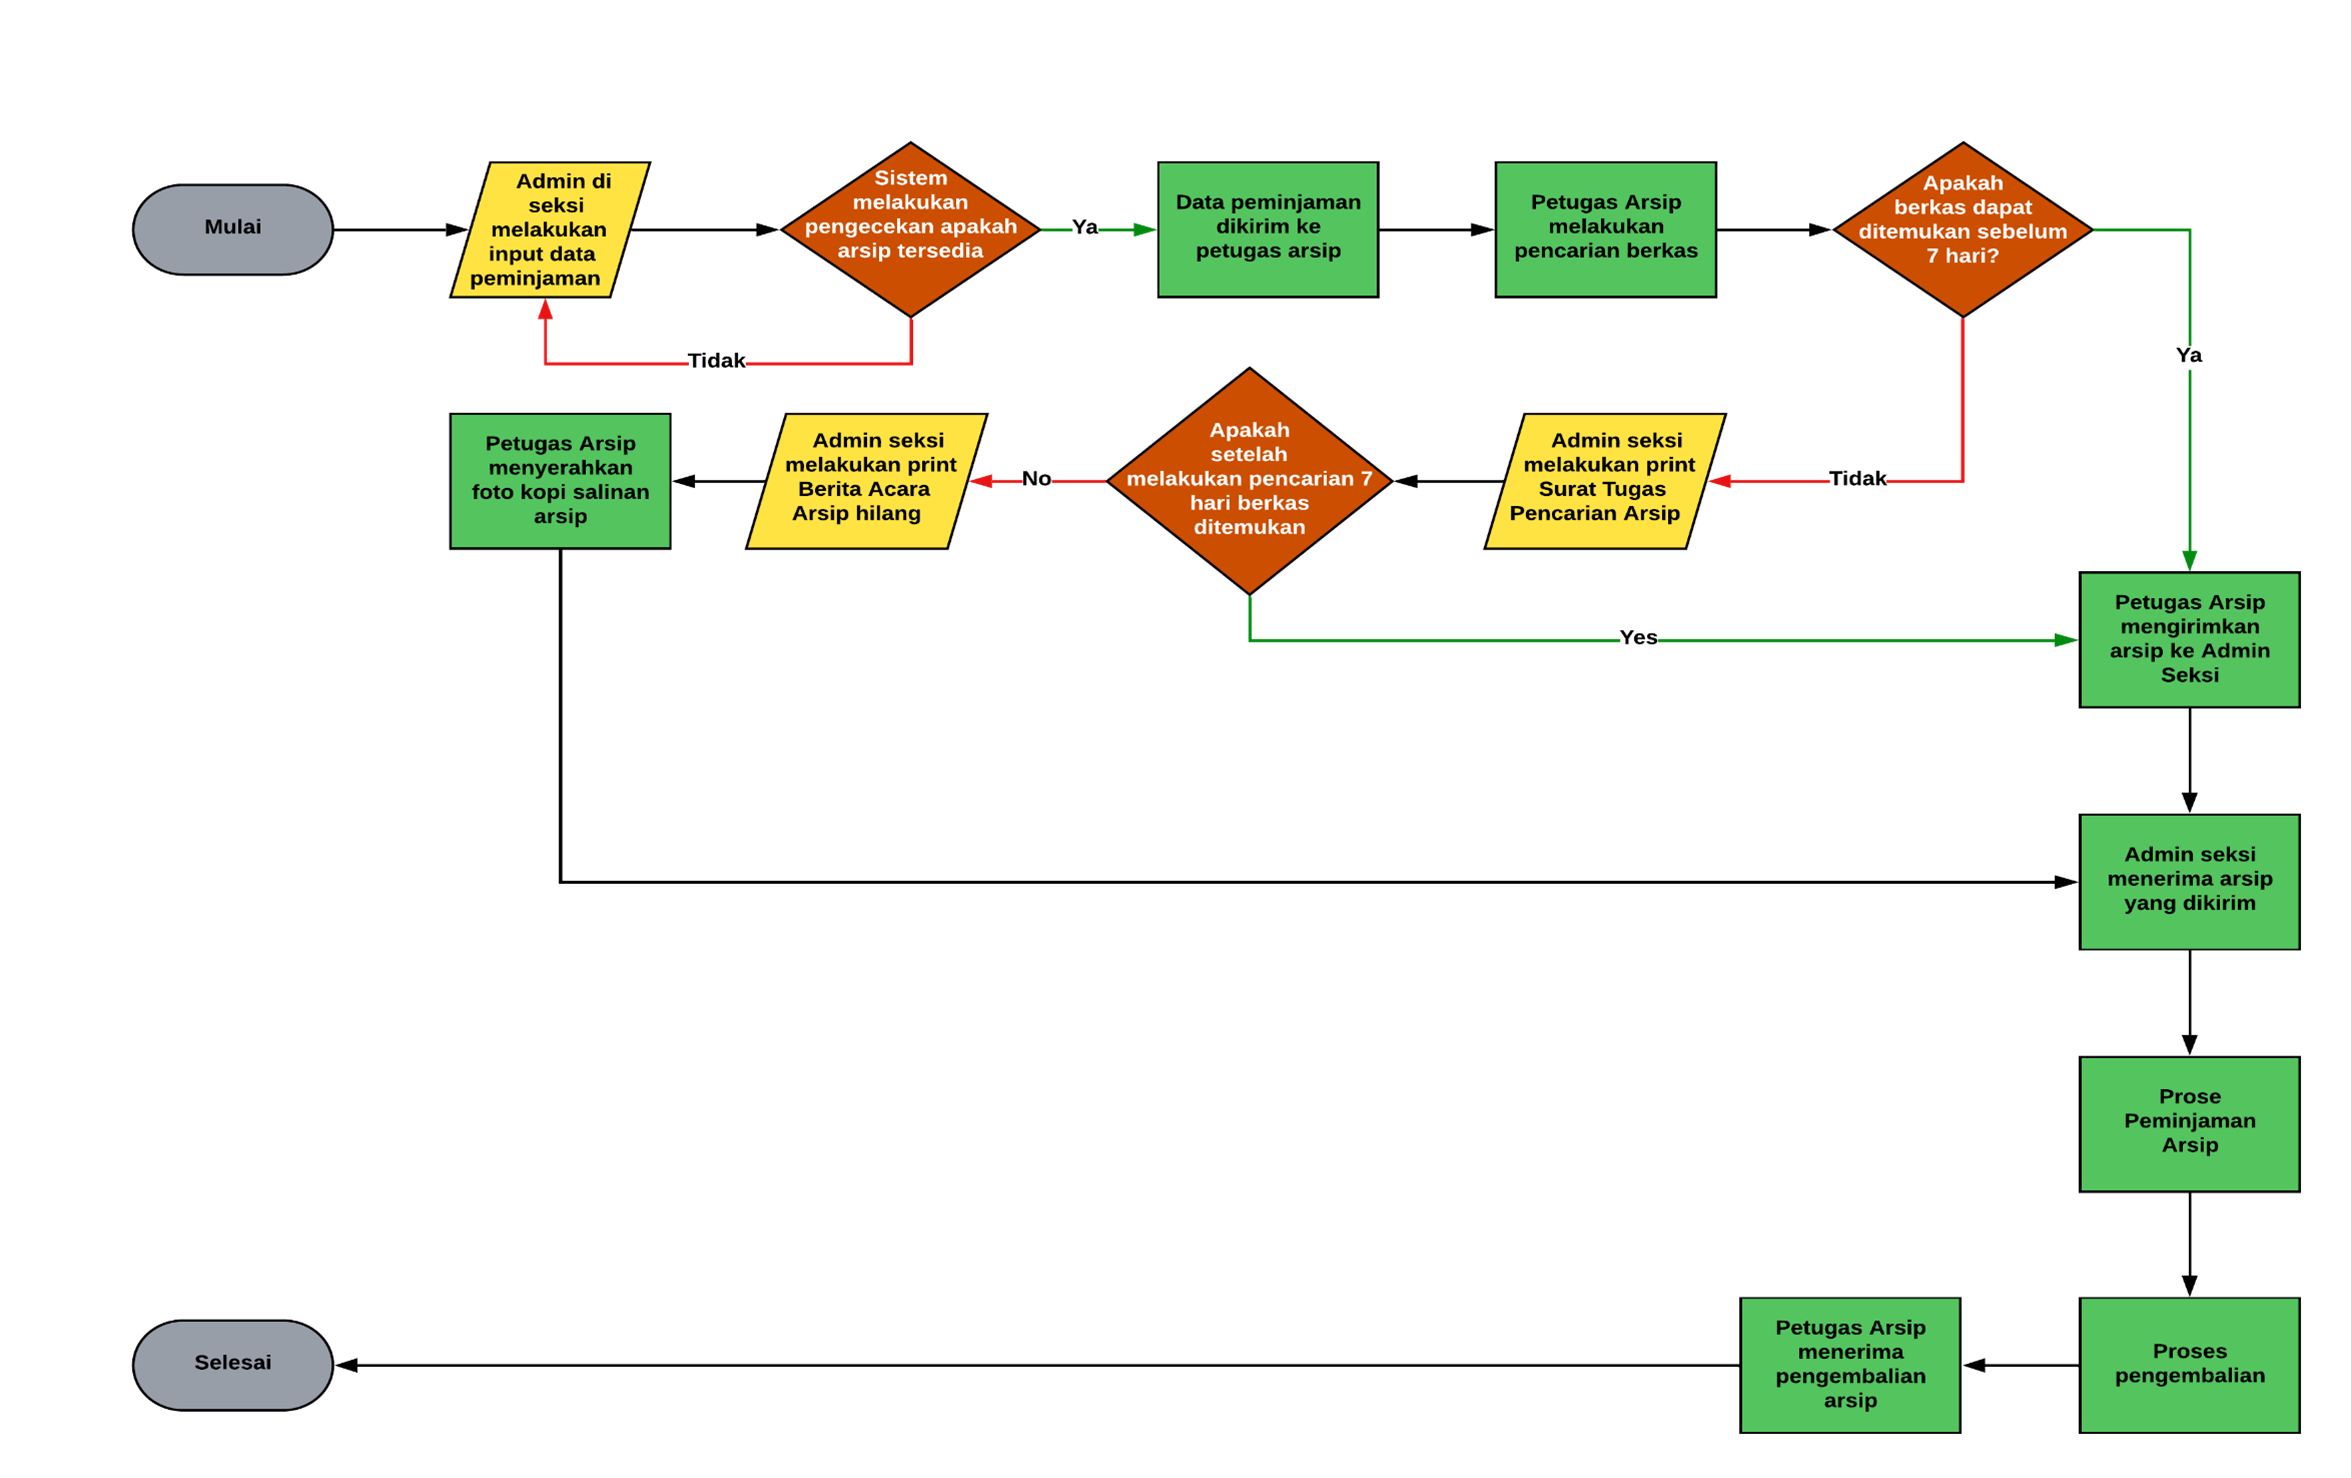 Mulai
Admin di
seksi
melakukan
input data
peminjaman
Sistem
melakukan
pengecekan apakah
arsip tersedia
Ya
Data peminjaman
dikirim ke
petugas arsip
Petugas Arsip
melakukan
pencarian berkas
Apakah
berkas dapat
ditemukan sebelum
7 hari?
Tidak
Ya
Petugas Arsip
menyerahkan
foto kopi salinan
arsip
Admin seksi
melakukan print
Berita Acara
Arsip hilang
No
Apakah
setelah
melakukan pencarian 7
hari berkas
ditemukan
Admin seksi
melakukan print
Surat Tugas
Pencarian Arsip
Tidak
Yes
Petugas Arsip
mengirimkan
arsip ke Admin
Seksi
Admin seksi
menerima arsip
yang dikirim
Prose
Peminjaman
Arsip
Selesai
Petugas Arsip
menerima
pengembalian
arsip
Proses
pengembalian